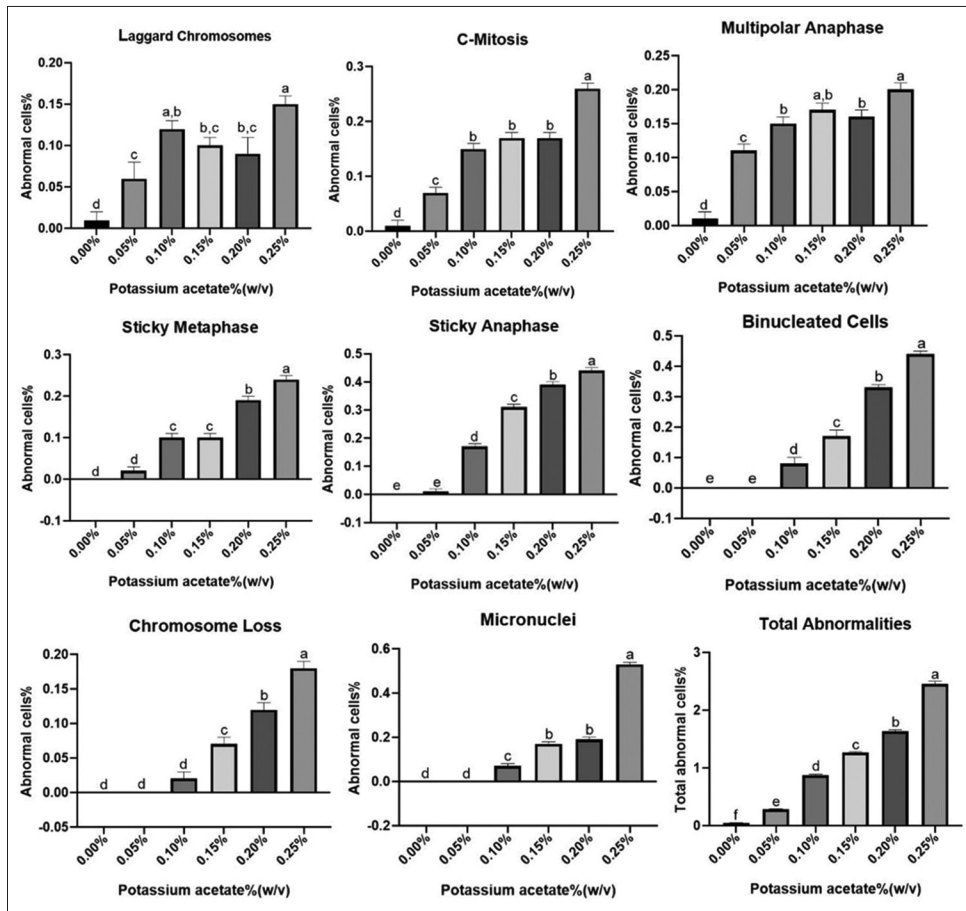 Laggard Chromosomes
Abnormal cells%
0.20
0.15
0.10
0.05
0.00
d
c
a,b
b,c
b,c
a
0.00%
0.05%
0.10%
0.15%
0.20%
0.25%
Potassium acetate%(w/v)
C-Mitosis
Abnormal cells%
0.3
0.2
0.1
0.0
d
c
b
b
b
a
0.00%
0.05%
0.10%
0.15%
0.20%
0.25%
Potassium acetate%(w/v)
Multipolar Anaphase
Abnormal cells%
0.25
0.20
0.15
0.10
0.05
0.00
d
c
b
a,b
b
a
0.00%
0.05%
0.10%
0.15%
0.20%
0.25%
Potassium acetate%(w/v)
Sticky Metaphase
Abnormal cells%
0.3
0.2
0.1
0.0
-0.1
d
d
c
c
b
a
0.00%
0.05%
0.10%
0.15%
0.20%
0.25%
Potassium acetate%(w/v)
Sticky Anaphase
Abnormal cells%
0.5
0.4
0.3
0.2
0.1
0.0
-0.1
e
e
d
c
b
a
0.00%
0.05%
0.10%
0.15%
0.20%
0.25%
Potassium acetate%(w/v)
Binucleated Cells
Abnormal cells%
0.5
0.4
0.3
0.2
0.1
0.0
-0.1
e
e
d
c
b
a
0.00%
0.05%
0.10%
0.15%
0.20%
0.25%
Potassium acetate%(w/v)
Chromosome Loss
Abnormal cells%
0.20
0.15
0.10
0.05
0.00
-0.05
d
d
d
c
b
a
0.00%
0.05%
0.10%
0.15%
0.20%
0.25%
Potassium acetate%(w/v)
Micronuclei
Abnormal cells%
0.6
0.4
0.2
0.0
-0.2
d
d
c
b
b
a
0.00%
0.05%
0.10%
0.15%
0.20%
0.25%
Potassium acetate%(w/v)
Total Abnormalities
Total abnormal cells%
3
2
1
0
f
e
d
c
b
a
0.00%
0.05%
0.10%
0.15%
0.20%
0.25%
Potassium acetate%(w/v)